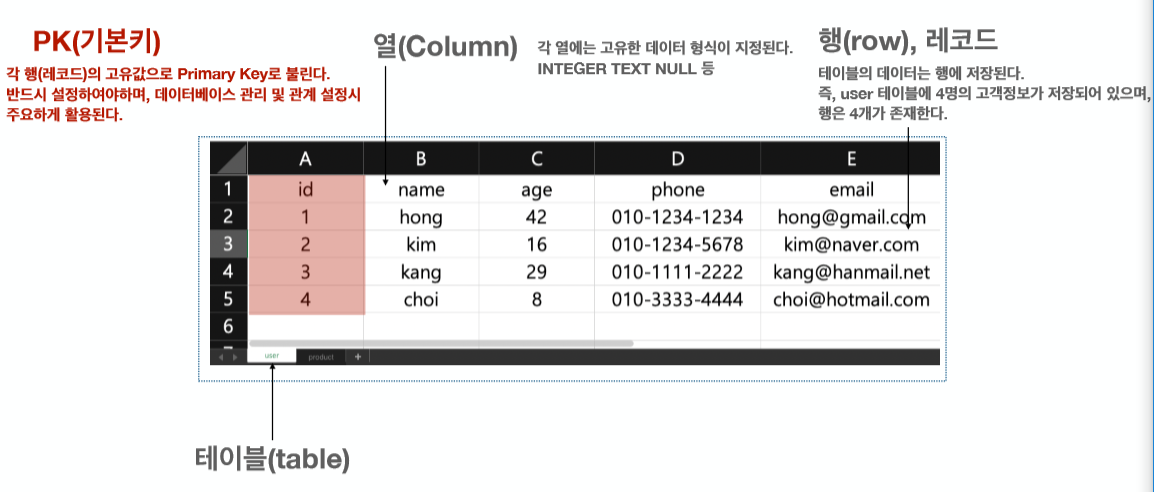 PK(기본키)
각 행(레코드)의 고유값으로 Primary Key로 불린다.
반드시 설정하여야하며, 데이터베이스 관리 및 관계 설정시
주요하게 활용된다.
열(Column)
각 열에는 고유한 데이터 형식이 지정된다.
INTEGER TEXT NULL 등
행(row), 레코드
테이블의 데이터는 행에 저장된다.
즉, user 테이블에 4명의 고객정보가 저장되어 있으며,
행은 4개가 존재한다.
A B C D E
1 id name age phone email
2 1 hong 42 010-1234-1234 hong@gmail.com
3 2 kim 16 010-1234-5678 kim@naver.com
4 3 kang 29 010-1111-2222 kang@hanmail.net
5 4 choi 8 010-3333-4444 choi@hotmail.com
6
user product +
테이블(table)